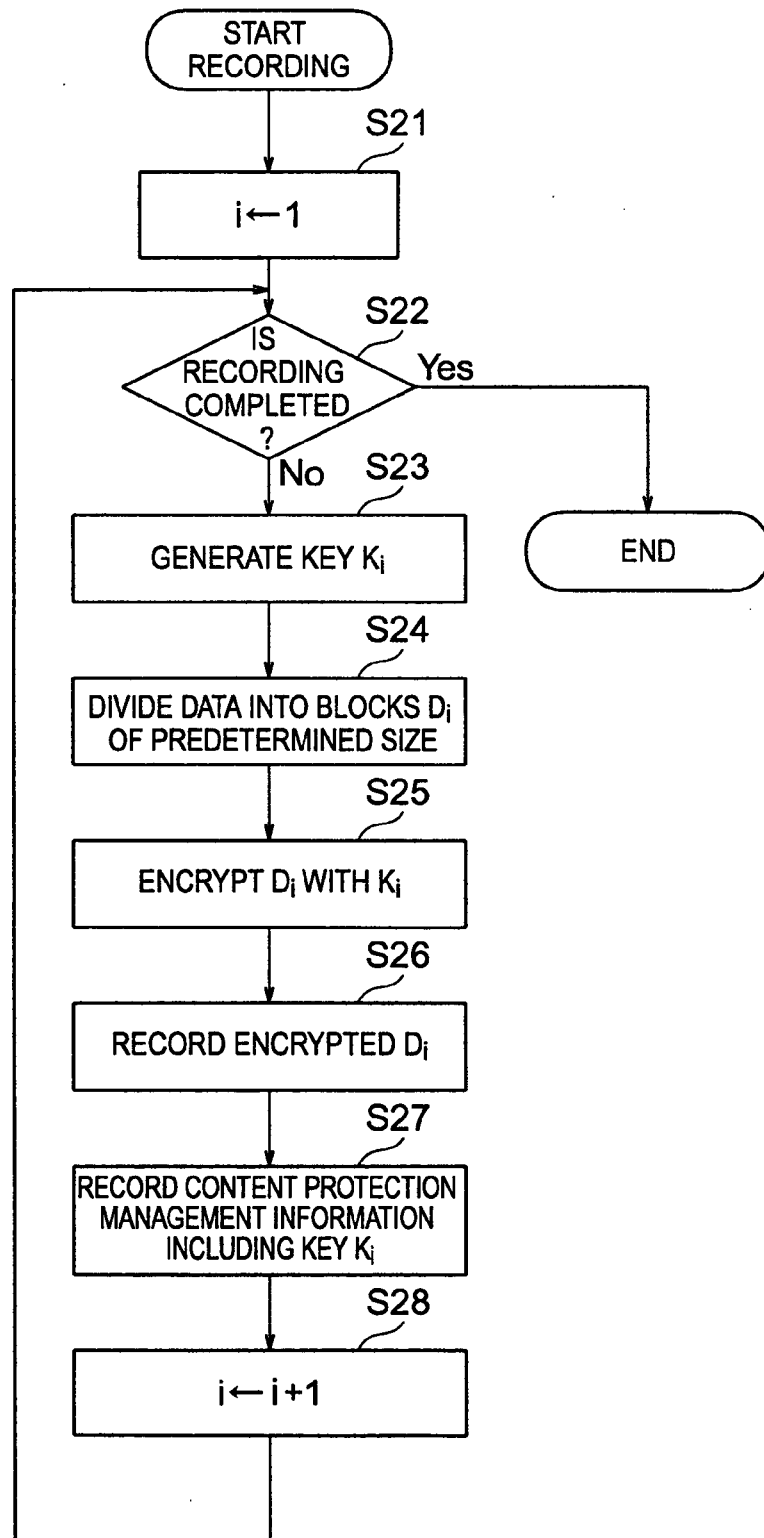 START
RECORDING
S21
i←1
S22
IS
RECORDING
COMPLETED
?
Yes
No
S23
GENERATE KEY Ki
END
S24
DIVIDE DATA INTO BLOCKS Di
OF PREDETERMINED SIZE
S25
ENCRYPT Di WITH Ki
S26
RECORD ENCRYPTED Di
S27
RECORD CONTENT PROTECTION
MANAGEMENT INFORMATION
INCLUDING KEY Ki
S28
i←i+1